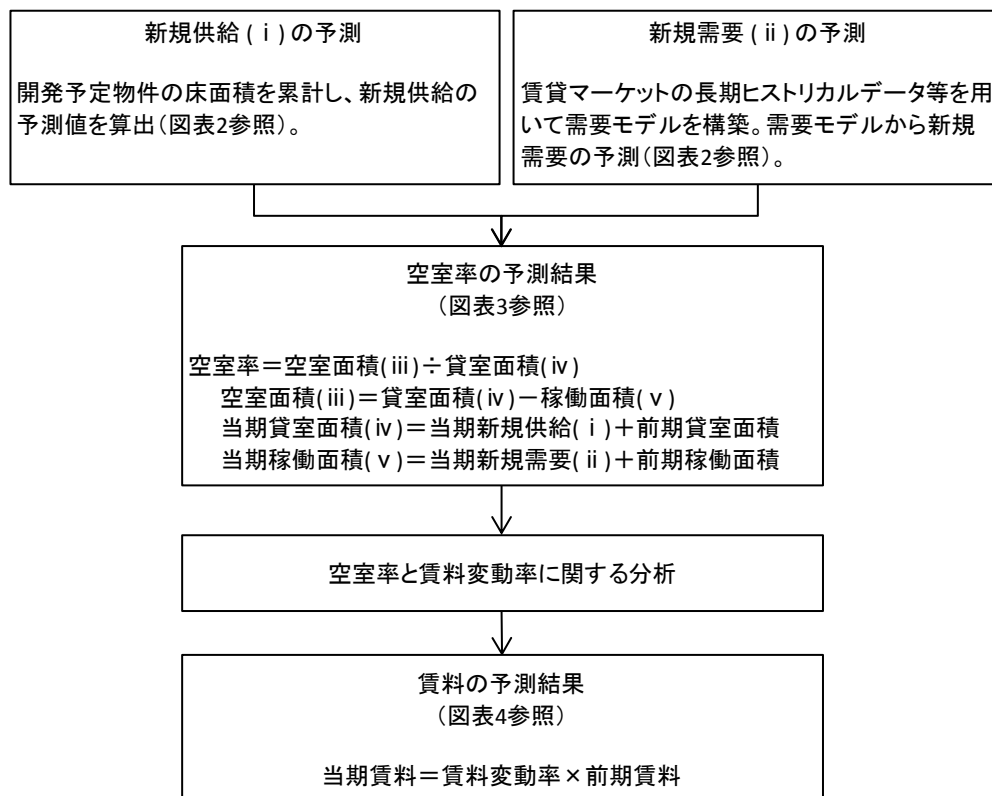 新規供給(ⅰ)の予測
開発予定物件の床面積を累計し、新規供給の
予測値を算出(図表2参照)。
新規需要(ⅱ)の予測
賃貸マーケットの長期ヒストリカルデータ等を用
いて需要モデルを構築。需要モデルから新規
需要の予測(図表2参照)。
空室率の予測結果
(図表3参照)
空室率=空室面積(ⅲ)÷貸室面積(ⅳ)
空室面積(ⅲ)=貸室面積(ⅳ)-稼働面積(ⅴ)
当期貸室面積(ⅳ)=当期新規供給(ⅰ)+前期貸室面積
当期稼働面積(ⅴ)=当期新規需要(ⅱ)+前期稼働面積
空室率と賃料変動率に関する分析
賃料の予測結果
(図表4参照)
当期賃料=賃料変動率×前期賃料